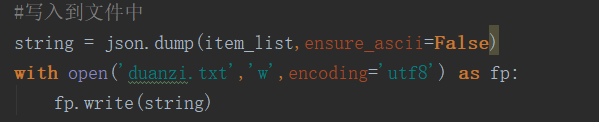 #写入到文件中
string = json.dump(item_list,ensure_ascii=False)
with open('duanzi.txt','w',encoding='utf8') as fp:
    fp.write(string)